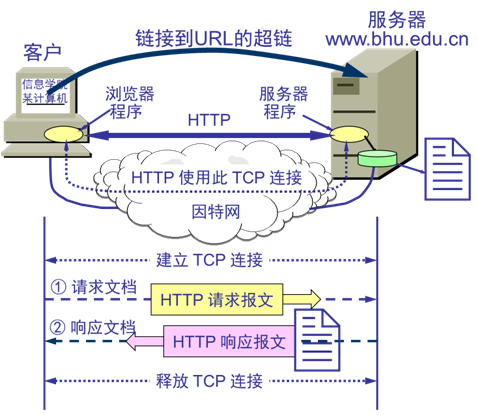 服务器
www.bhu.edu.cn
链接到URL的超链
客户
信息学院
某计算机
浏览器
程序
服务器
程序
HTTP
HTTP 使用此 TCP 连接
因特网
建立 TCP 连接
① 请求文档
HTTP 请求报文
② 响应文档
HTTP 响应报文
释放 TCP 连接